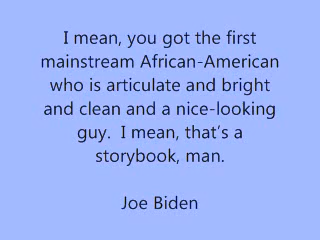 I mean, you got the first
mainstream African-American
who is articulate and bright
and clean and a nice-looking
guy.  I mean, that's a
storybook, man.
Joe Biden